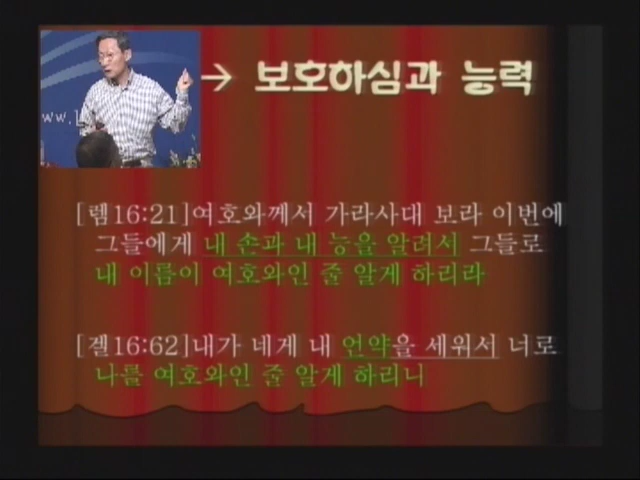 → 보호하심과 능력
www.
[렘16:21]여호와께서 가라사대 보라 이번에
그들에게 내 손과 내 능을 알려서 그들로
내 이름이 여호와인 줄 알게 하리라
[겔16:62]내가 네게 내 언약을 세워서 너로
나를 여호와인 줄 알게 하리니